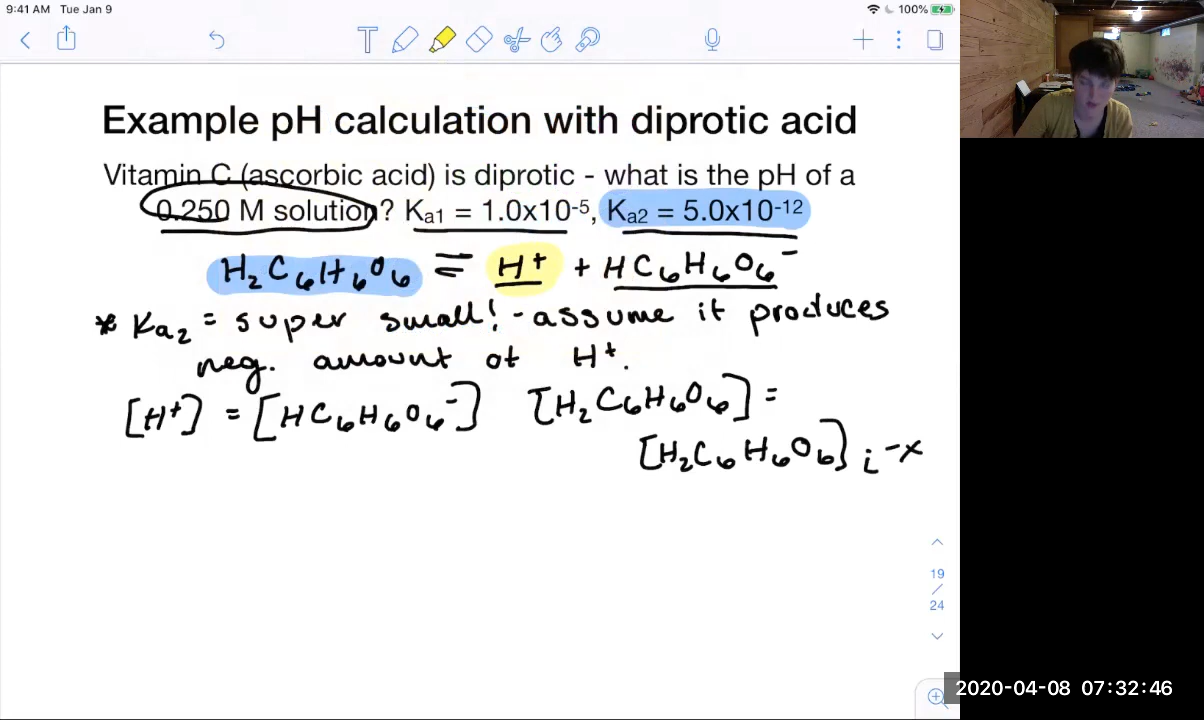 9:41 AM Tue Jan 9
100%
Example pH calculation with diprotic acid
Vitamin C (ascorbic acid) is diprotic - what is the pH of a
0.250 M solution? Ka1 = 1.0x10-5, Ka2 = 5.0x10-12
H2C6H6O6 ⇌ H+ + HC6H6O6-
* Ka2 = super small! - assume it produces
neg. amount of H+.
[H+] = [HC6H6O6-] [H2C6H6O6] =
[H2C6H6O6]i -x
19
/
24
2020-04-08 07:32:46